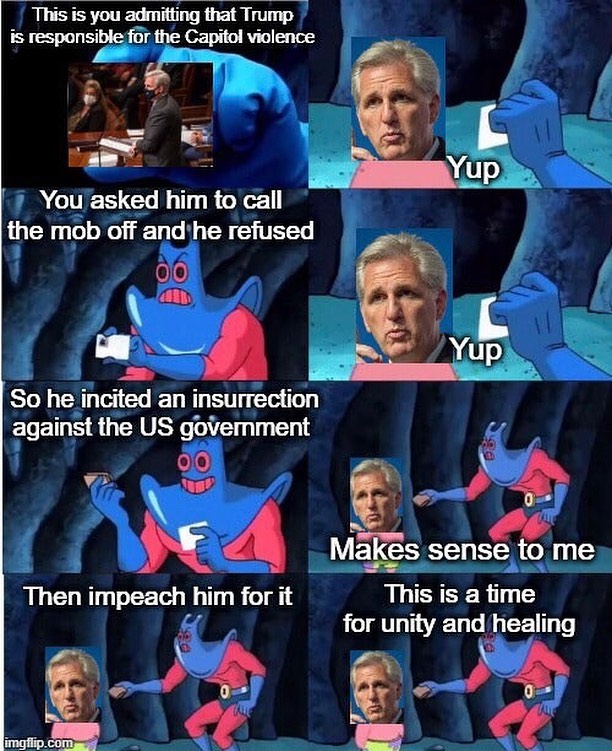 This is you admitting that Trump
is responsible for the Capitol violence
Yup
You asked him to call
the mob off and he refused
Yup
So he incited an insurrection
against the US government
Makes sense to me
Then impeach him for it
This is a time
for unity and healing
imgflip.com